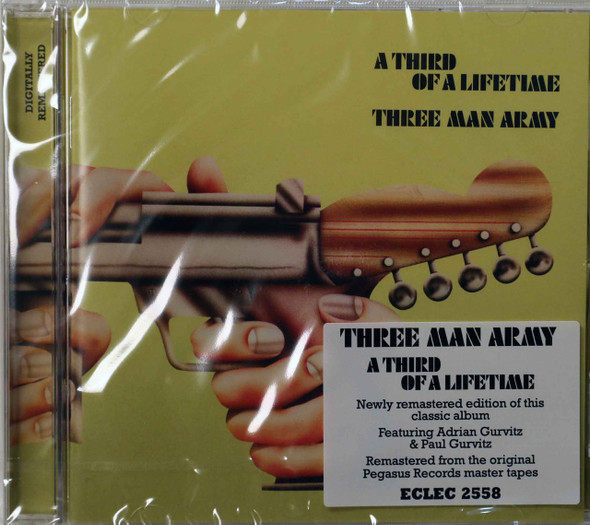 DIGITALLY
A THIRD
OF A LIFETIME
THREE MAN ARMY
THREE MAN ARMY
A THIRD
OF A LIFETIME
Newly remastered edition of this
classic album
Featuring Adrian Gurvitz
& Paul Gurvitz
Remastered from the original
Pegasus Records master tapes
ECLEC 2558